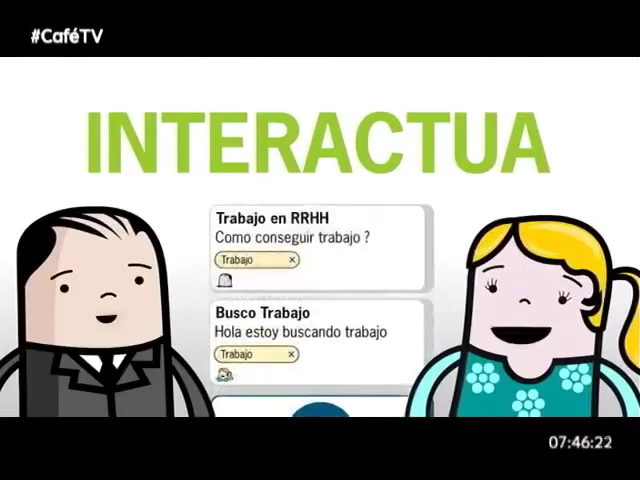 #CaféTV
INTERACTUA
Trabajo en RRHH
Como conseguir trabajo ?
Trabajo ×
Busco Trabajo
Hola estoy buscando trabajo
Trabajo ×
07:46:22